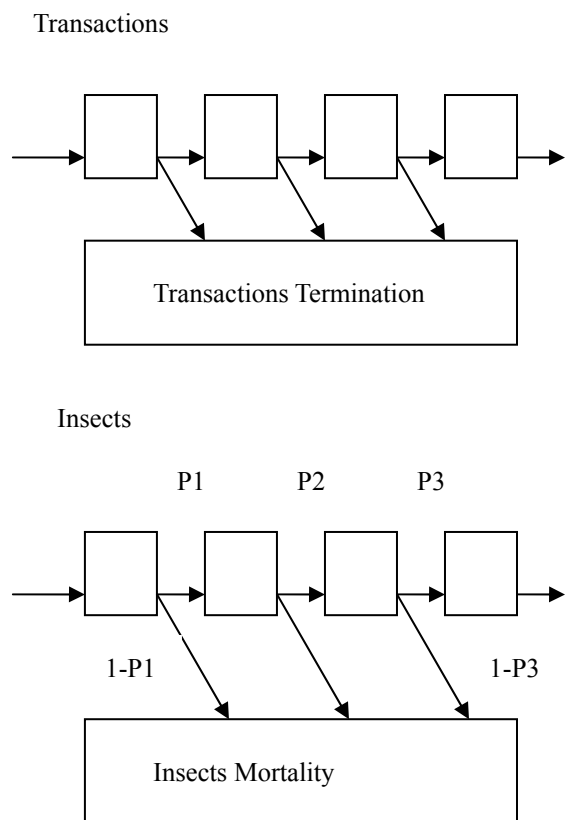 Transactions
Transactions Termination
Insects
P1 P2 P3
1-P1 1-P3
Insects Mortality